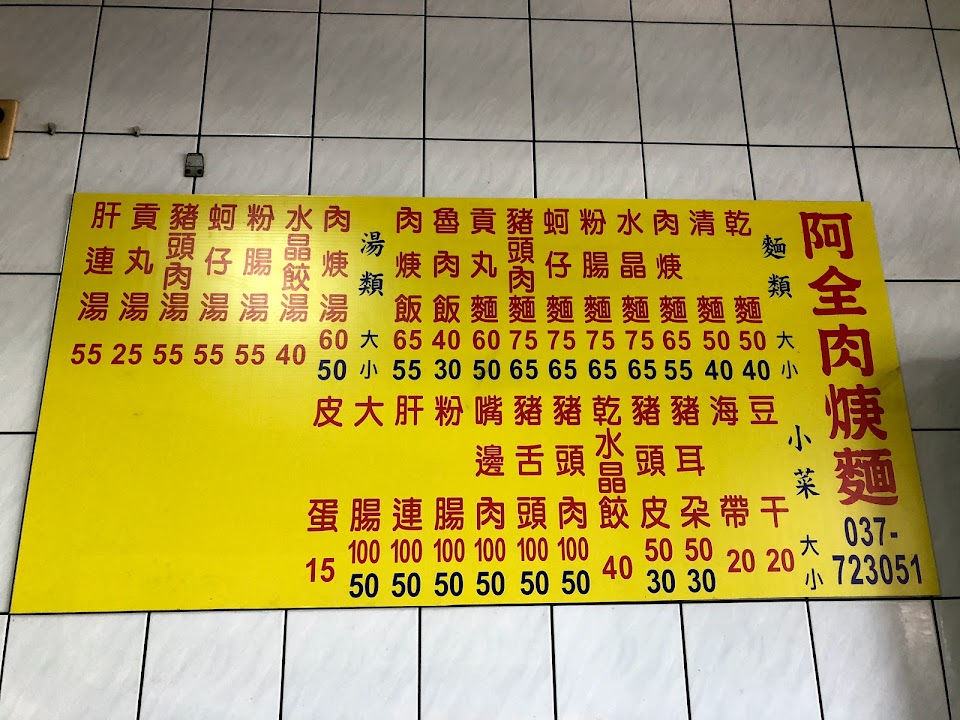 阿全肉焿麵
037-
723051
麵類 大 小
乾麵 50 40
清麵 50 40
肉焿麵 65 55
水晶麵 75 65
粉腸麵 75 65
蚵仔麵 75 65
豬頭肉麵 75 65
貢丸麵 60 50
魯肉飯 40 30
肉焿飯 65 55
湯類 大 小
肉焿湯 60 50
水晶餃湯 40
粉腸湯 55
蚵仔湯 55
豬頭肉湯 55
貢丸湯 25
肝連湯 55
小菜 大 小
豆干 20
海帶 20
豬耳朵 50 30
豬頭皮 50 30
乾水晶餃 40
豬頭肉 100 50
豬舌頭 100 50
嘴邊肉 100 50
粉腸 100 50
肝連 100 50
大腸 100 50
皮蛋 15